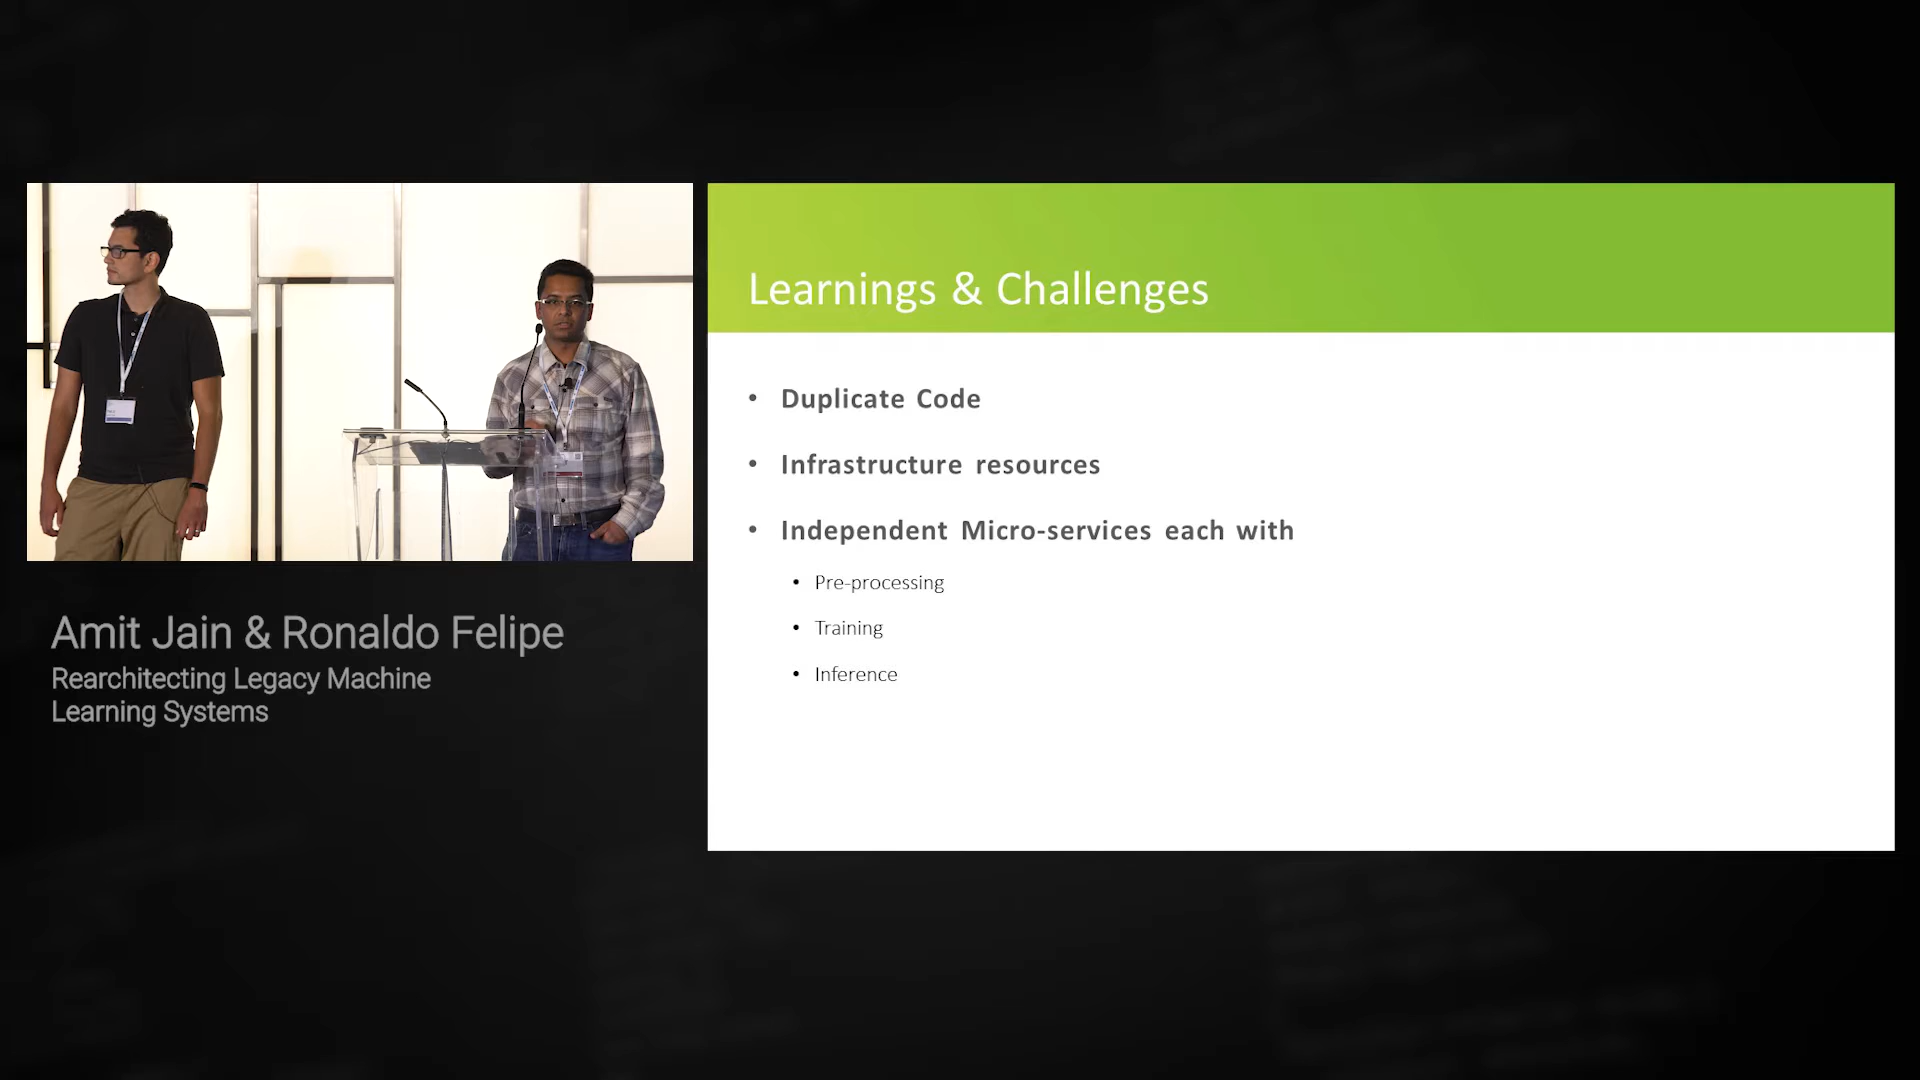 Learnings & Challenges
• Duplicate Code
• Infrastructure resources
• Independent Micro-services each with
• Pre-processing
• Training
• Inference
Amit Jain & Ronaldo Felipe
Rearchitecting Legacy Machine
Learning Systems